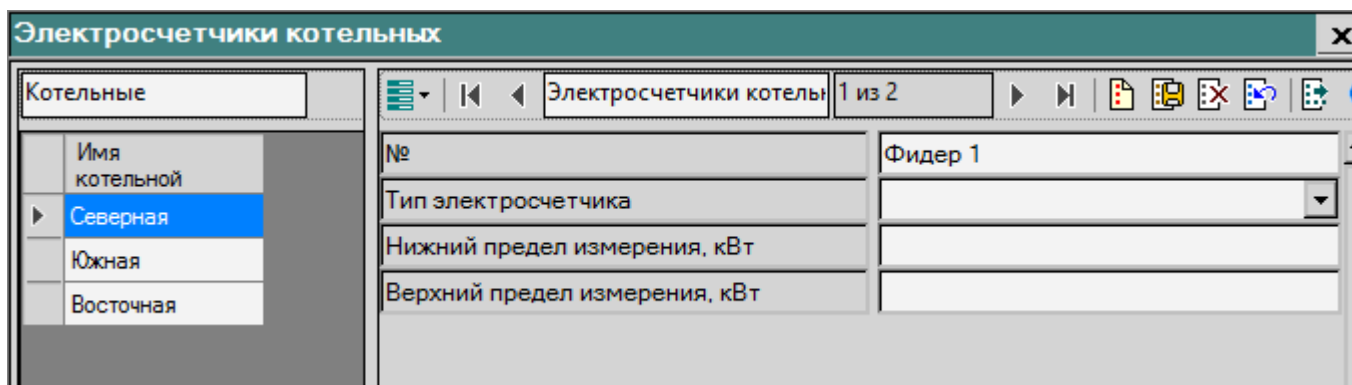 Электросчетчики котельных
Котельные
Электросчетчики котельн
1 из 2
Имя
котельной
Северная
Южная
Восточная
№
Фидер 1
Тип электросчетчика
Нижний предел измерения, кВт
Верхний предел измерения, кВт